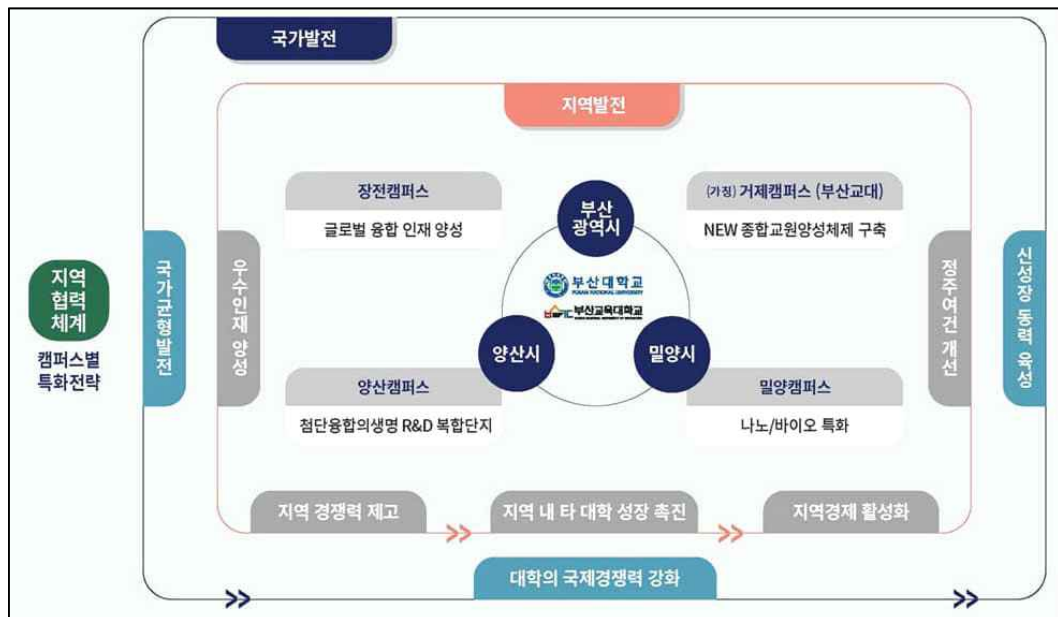 국가발전
지역발전
장전캠퍼스
글로벌 융합 인재 양성
부산
광역시
(가칭) 거제캠퍼스 (부산교대)
NEW 종합교원양성체제 구축
지역
협력
체계
캠퍼스별
특화전략
국가균형발전
우수인재 양성
부산대학교
PUSAN NATIONAL UNIVERSITY
부산교육대학교
정주여건 개선
신성장 동력 육성
양산시
밀양시
양산캠퍼스
첨단융합의생명 R&D 복합단지
밀양캠퍼스
나노/바이오 특화
지역 경쟁력 제고
지역 내 타 대학 성장 촉진
지역경제 활성화
대학의 국제경쟁력 강화